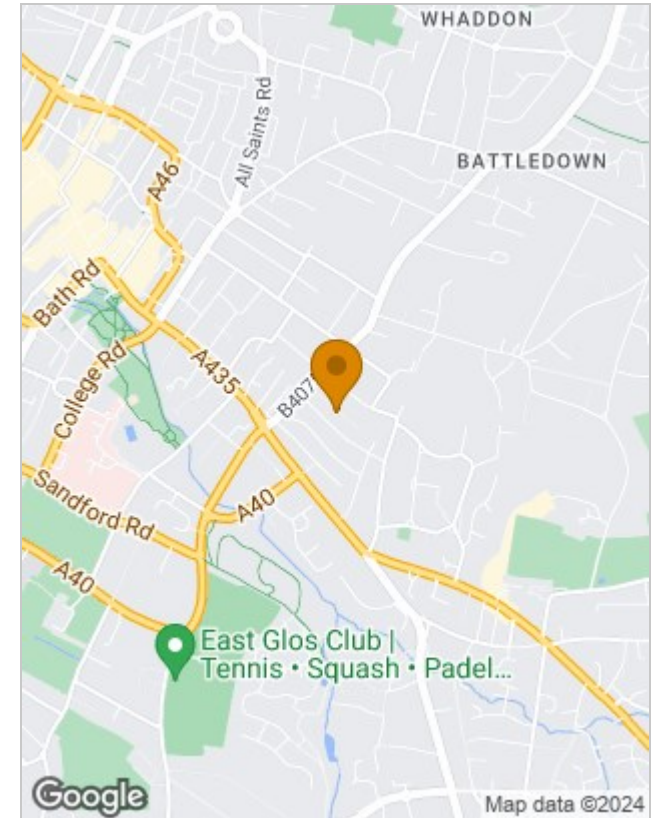 WHADDON
All Saints Rd
A46
BATTLEDOWN
Bath Rd
College Rd
A435
B407
Sandford Rd
A40
A40
East Glos Club |
Tennis • Squash • Padel...
Google
Map data ©2024